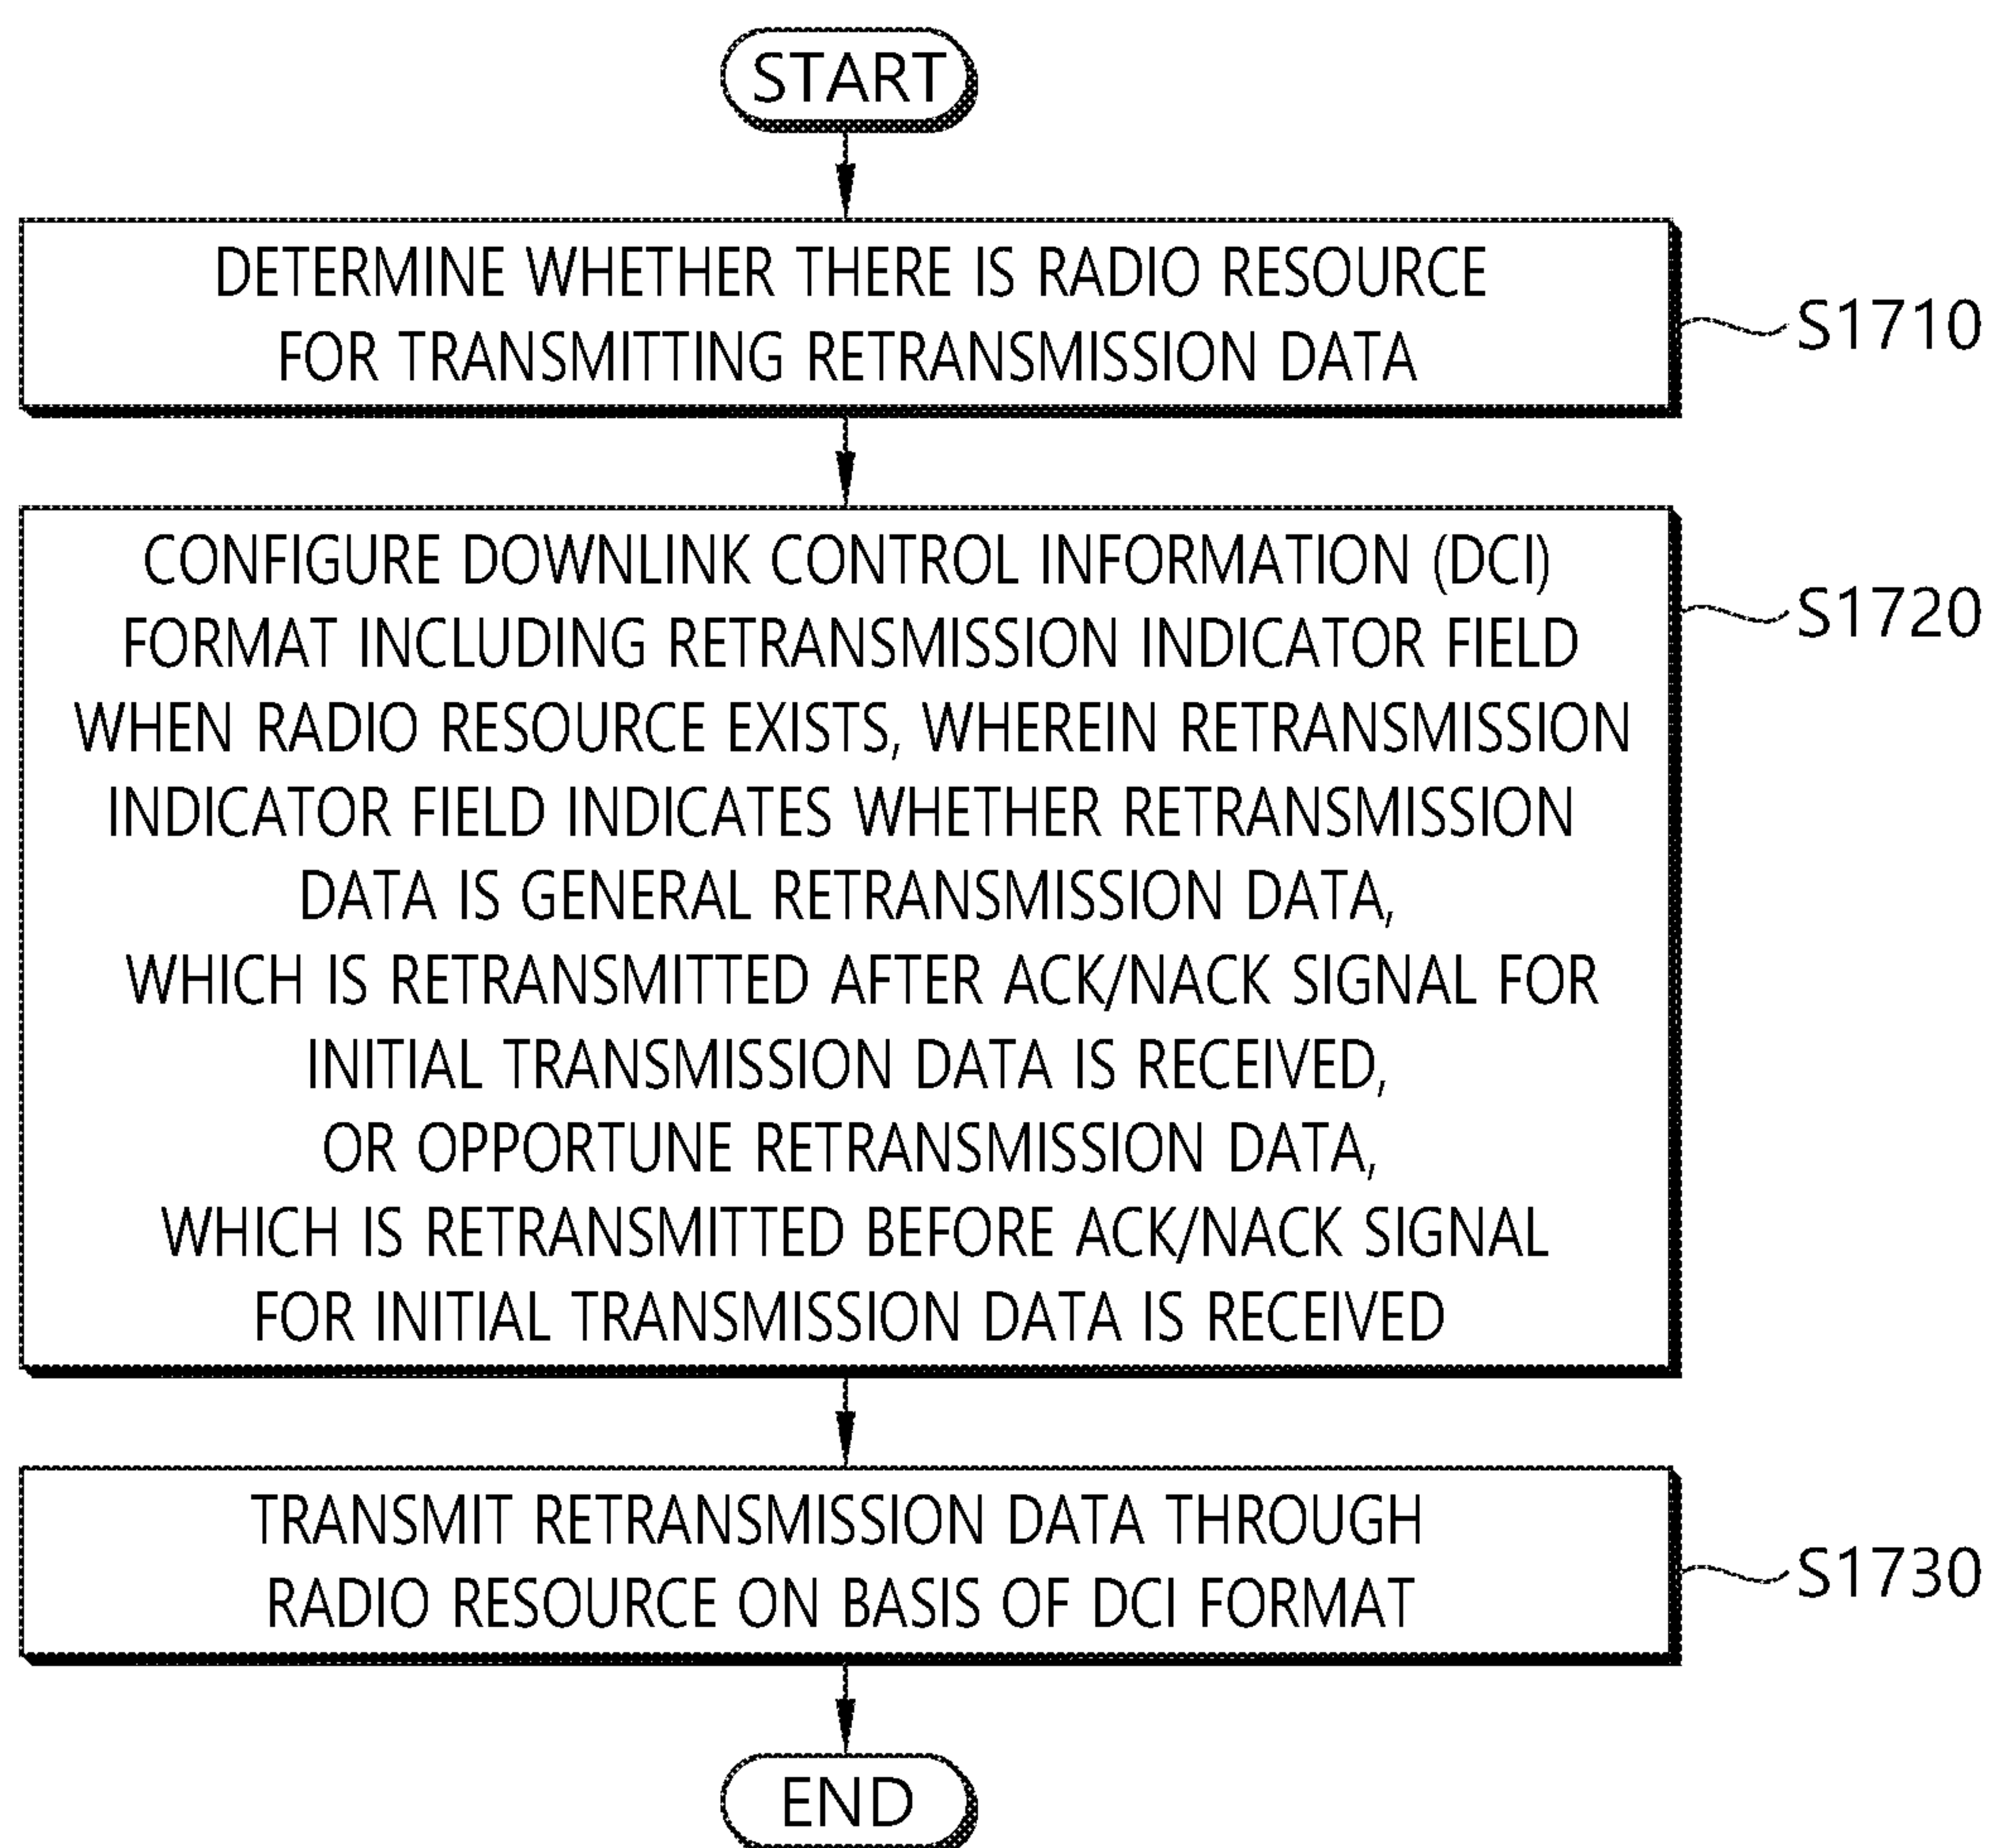 START
DETERMINE WHETHER THERE IS RADIO RESOURCE
FOR TRANSMITTING RETRANSMISSION DATA
S1710
CONFIGURE DOWNLINK CONTROL INFORMATION (DCI)
FORMAT INCLUDING RETRANSMISSION INDICATOR FIELD
WHEN RADIO RESOURCE EXISTS, WHEREIN RETRANSMISSION
INDICATOR FIELD INDICATES WHETHER RETRANSMISSION
DATA IS GENERAL RETRANSMISSION DATA,
WHICH IS RETRANSMITTED AFTER ACK/NACK SIGNAL FOR
INITIAL TRANSMISSION DATA IS RECEIVED,
OR OPPORTUNE RETRANSMISSION DATA,
WHICH IS RETRANSMITTED BEFORE ACK/NACK SIGNAL
FOR INITIAL TRANSMISSION DATA IS RECEIVED
S1720
TRANSMIT RETRANSMISSION DATA THROUGH
RADIO RESOURCE ON BASIS OF DCI FORMAT
S1730
END